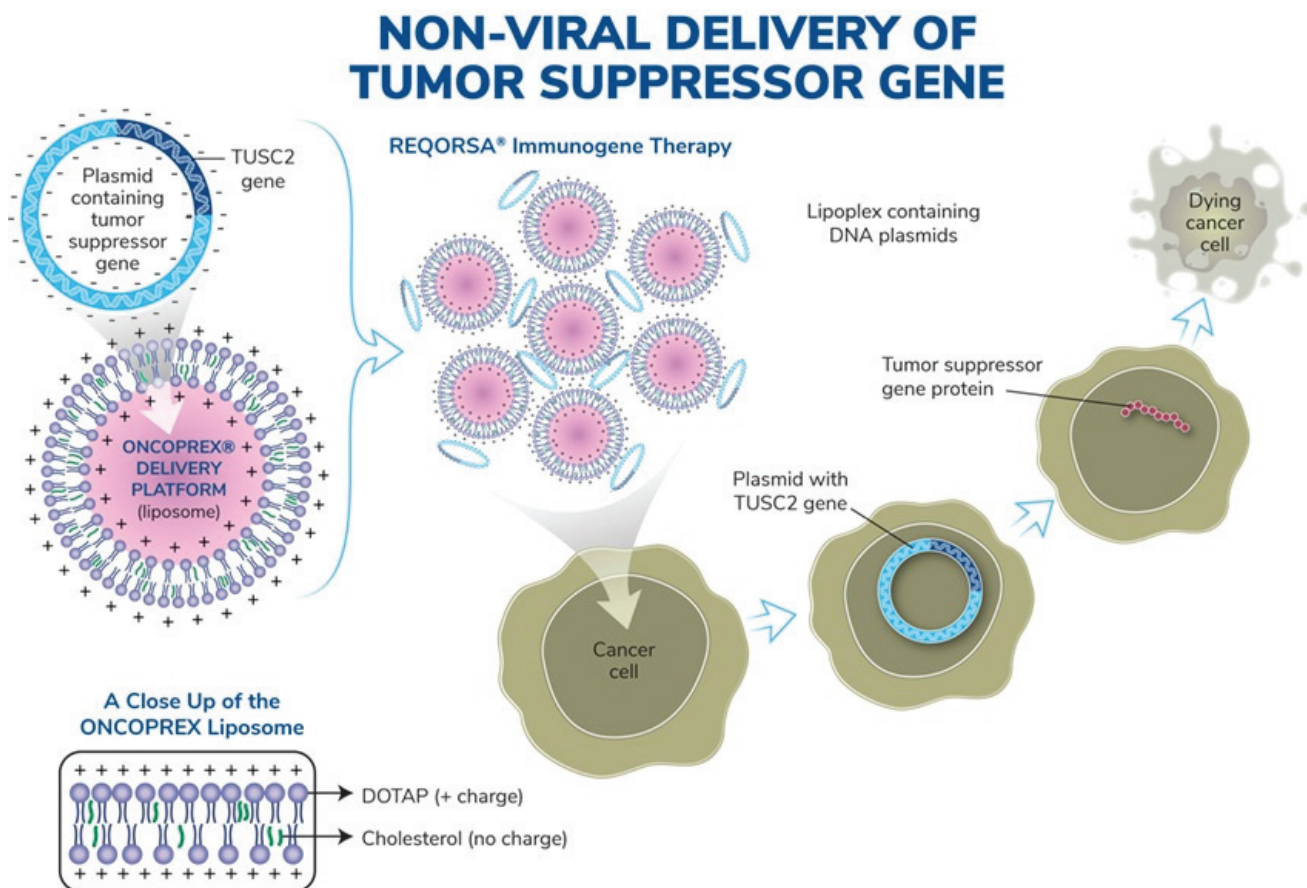 NON-VIRAL DELIVERY OF
TUMOR SUPPRESSOR GENE
TUSC2
gene
Plasmid
containing
tumor
suppressor
gene
ONCOPREX®
DELIVERY
PLATFORM
(liposome)
REQORSA® Immunogene Therapy
Lipoplex containing
DNA plasmids
Dying
cancer
cell
Tumor suppressor
gene protein
Plasmid with
TUSC2 gene
Cancer
cell
A Close Up of the
ONCOPREX Liposome
+ + + + + + + + + +
DOTAP (+ charge)
Cholesterol (no charge)
+ + + + + + + + + +